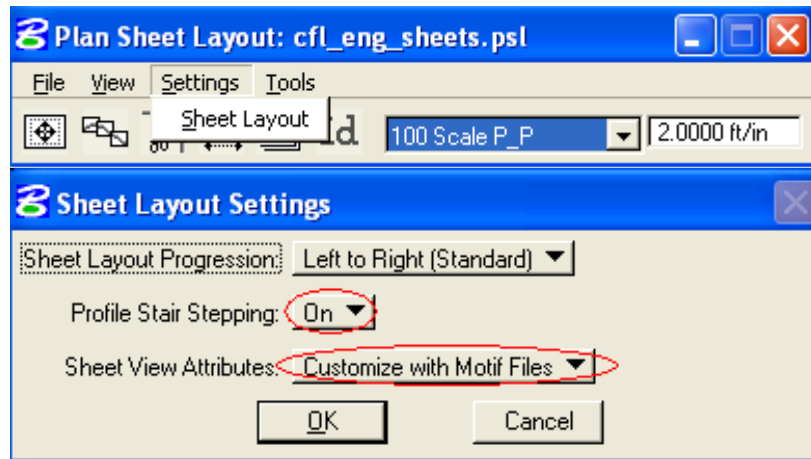 Plan Sheet Layout: cfl_eng_sheets.psl
File View Settings Tools
Sheet Layout
100 Scale P_P 2.0000 ft/in
Sheet Layout Settings
Sheet Layout Progression: Left to Right (Standard)
Profile Stair Stepping: On
Sheet View Attributes: Customize with Motif Files
OK Cancel